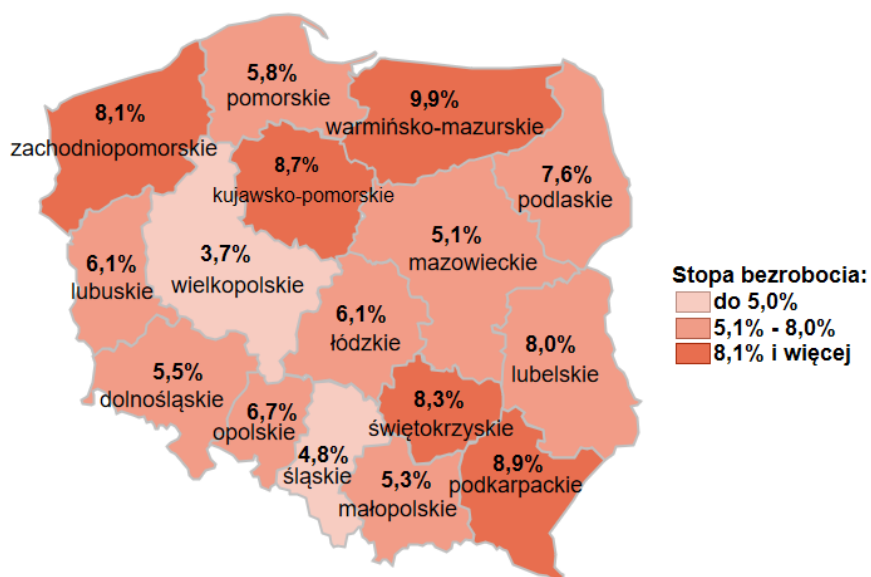 5,8%
pomorskie
9,9%
warmińsko-mazurskie
8,1%
zachodniopomorskie
8,7%
kujawsko-pomorskie
7,6%
podlaskie
5,1%
mazowieckie
3,7%
wielkopolskie
6,1%
lubuskie
6,1%
łódzkie
8,0%
lubelskie
5,5%
dolnośląskie
6,7%
opolskie
4,8%
śląskie
8,3%
świętokrzyskie
5,3%
małopolskie
8,9%
podkarpackie
Stopa bezrobocia:
do 5,0%
5,1% - 8,0%
8,1% i więcej